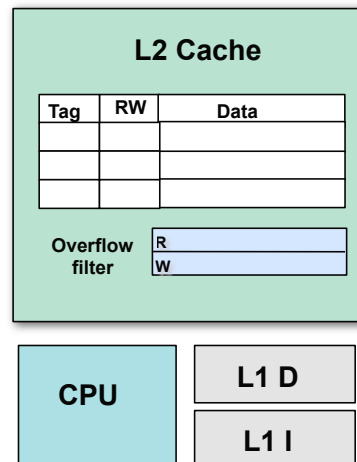 L2 Cache
Tag RW Data
Overflow filter
R
W
CPU
L1 D
L1 I